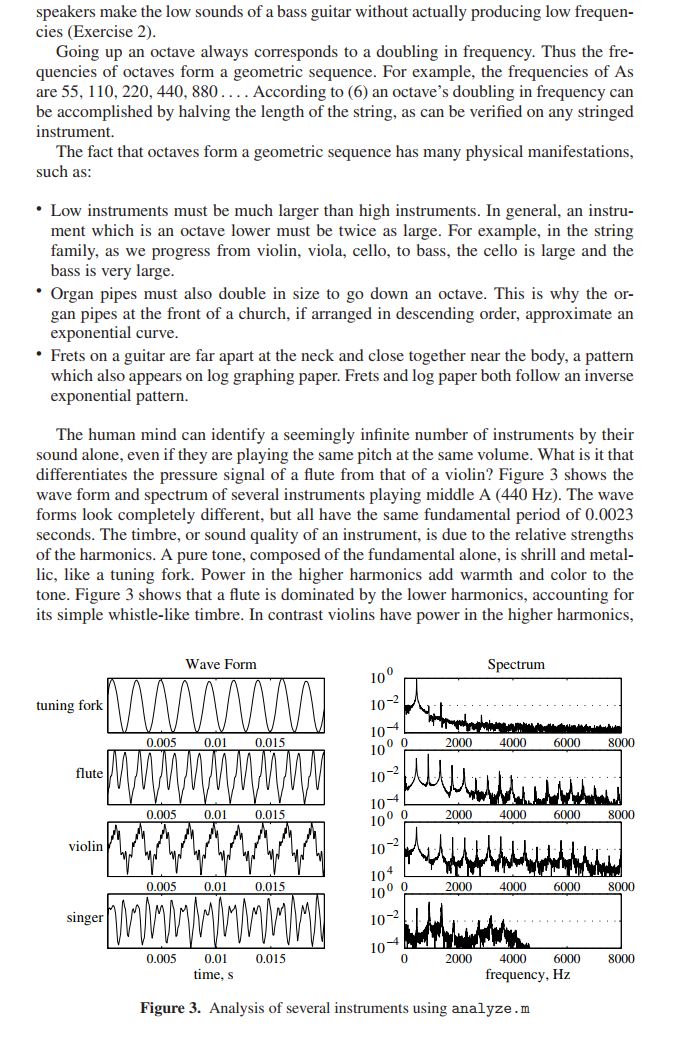 speakers make the low sounds of a bass guitar without actually producing low frequen-
cies (Exercise 2).
Going up an octave always corresponds to a doubling in frequency. Thus the fre-
quencies of octaves form a geometric sequence. For example, the frequencies of As
are 55, 110, 220, 440, 880 . . . . According to (6) an octave’s doubling in frequency can
be accomplished by halving the length of the string, as can be verified on any stringed
instrument.
The fact that octaves form a geometric sequence has many physical manifestations,
such as:
• Low instruments must be much larger than high instruments. In general, an instru-
ment which is an octave lower must be twice as large. For example, in the string
family, as we progress from violin, viola, cello, to bass, the cello is large and the
bass is very large.
• Organ pipes must also double in size to go down an octave. This is why the or-
gan pipes at the front of a church, if arranged in descending order, approximate an
exponential curve.
• Frets on a guitar are far apart at the neck and close together near the body, a pattern
which also appears on log graphing paper. Frets and log paper both follow an inverse
exponential pattern.
The human mind can identify a seemingly infinite number of instruments by their
sound alone, even if they are playing the same pitch at the same volume. What is it that
differentiates the pressure signal of a flute from that of a violin? Figure 3 shows the
wave form and spectrum of several instruments playing middle A (440 Hz). The wave
forms look completely different, but all have the same fundamental period of 0.0023
seconds. The timbre, or sound quality of an instrument, is due to the relative strengths
of the harmonics. A pure tone, composed of the fundamental alone, is shrill and metal-
lic, like a tuning fork. Power in the higher harmonics add warmth and color to the
tone. Figure 3 shows that a flute is dominated by the lower harmonics, accounting for
its simple whistle-like timbre. In contrast violins have power in the higher harmonics,
Wave Form
tuning fork
0.005 0.01 0.015
flute
0.005 0.01 0.015
violin
0.005 0.01 0.015
singer
0.005 0.01 0.015
time, s
Spectrum
10^0
10^-2
10^-4
0 2000 4000 6000 8000
10^0
10^-2
10^-4
0 2000 4000 6000 8000
10^0
10^-2
10^4
0 2000 4000 6000 8000
10^0
10^-2
10^-4
0 2000 4000 6000 8000
frequency, Hz
Figure 3. Analysis of several instruments using analyze.m